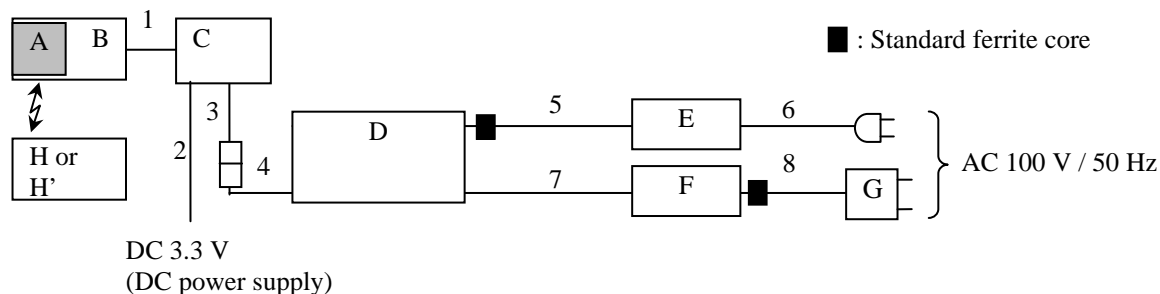 1
A B C
■ : Standard ferrite core
3 5 6
D E
H or
H'
2 4
AC 100 V / 50 Hz
7 F 8 G
DC 3.3 V
(DC power supply)